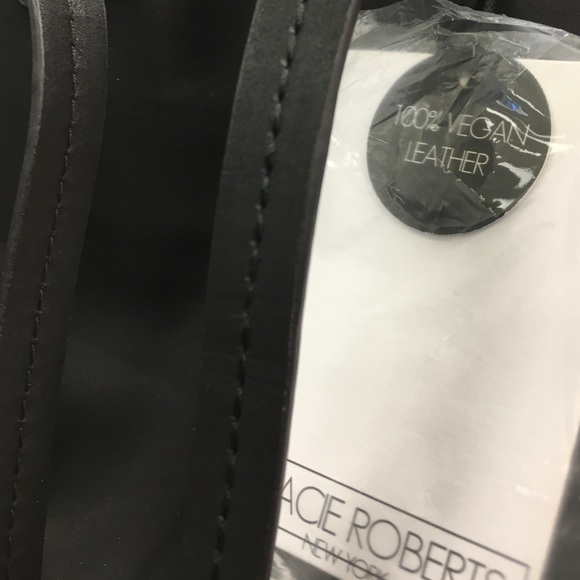 100% VEGAN
LEATHER
ACIE ROBERTS
NEW YORK